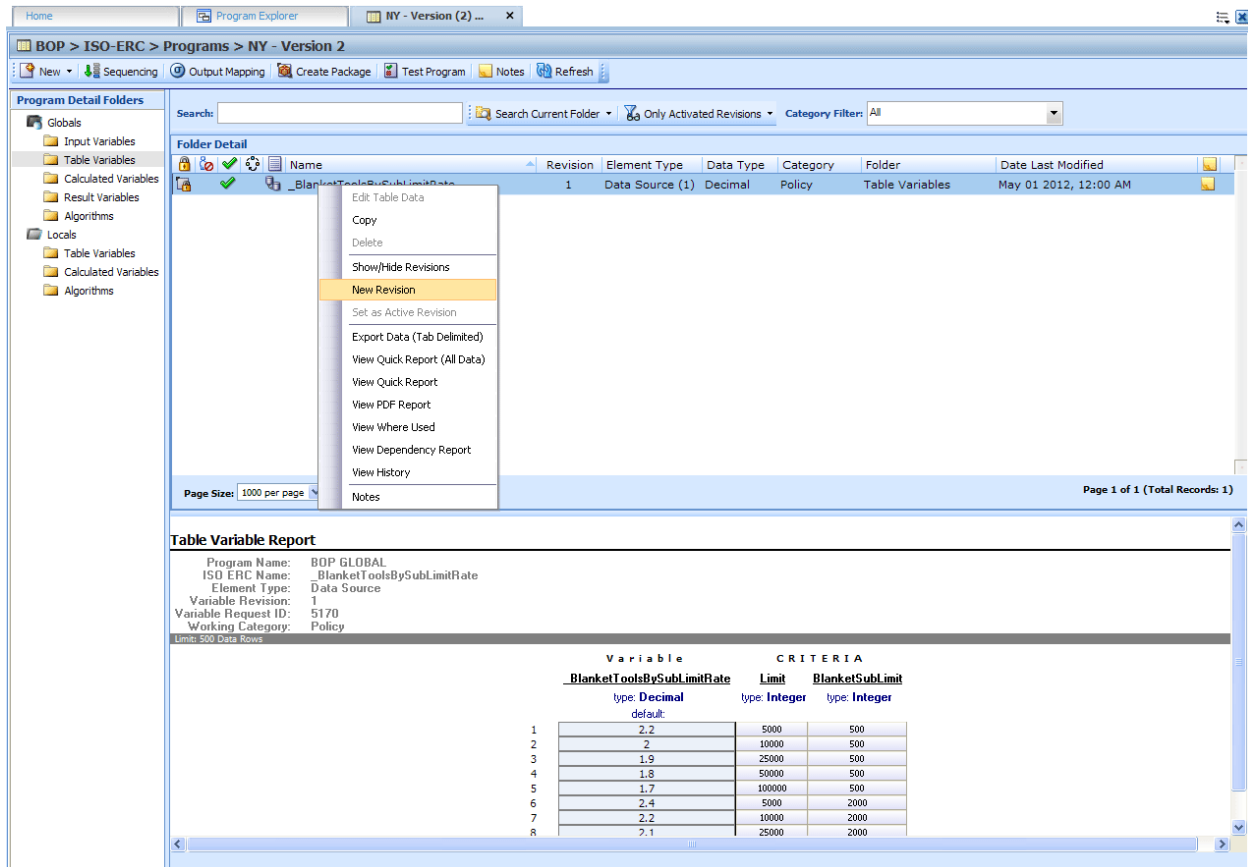 Home Program Explorer NY - Version (2) ... x
BOP > ISO-ERC > Programs > NY - Version 2
New Sequencing Output Mapping Create Package Test Program Notes Refresh
Program Detail Folders
Globals
Input Variables
Table Variables
Calculated Variables
Result Variables
Algorithms
Locals
Table Variables
Calculated Variables
Algorithms
Search: Search Current Folder Only Activated Revisions Category Filter: All
Folder Detail
Name Revision Element Type Data Type Category Folder Date Last Modified
_BlanketToolsBySubLimitRate 1 Data Source (1) Decimal Policy Table Variables May 01 2012, 12:00 AM
Edit Table Data
Copy
Delete
Show/Hide Revisions
New Revision
Set as Active Revision
Export Data (Tab Delimited)
View Quick Report (All Data)
View Quick Report
View PDF Report
View Where Used
View Dependency Report
View History
Notes
Page Size: 1000 per page Page 1 of 1 (Total Records: 1)
Table Variable Report
Program Name: BOP GLOBAL
ISO ERC Name: _BlanketToolsBySubLimitRate
Element Type: Data Source
Variable Revision: 1
Variable Request ID: 5170
Working Category: Policy
Limit: 500 Data Rows
Variable CRITERIA
_BlanketToolsBySubLimitRate Limit BlanketSubLimit
type: Decimal type: Integer type: Integer
default:
1 2.2 5000 500
2 2 10000 500
3 1.9 25000 500
4 1.8 50000 500
5 1.7 100000 500
6 2.4 5000 2000
7 2.2 10000 2000
8 2.1 25000 2000